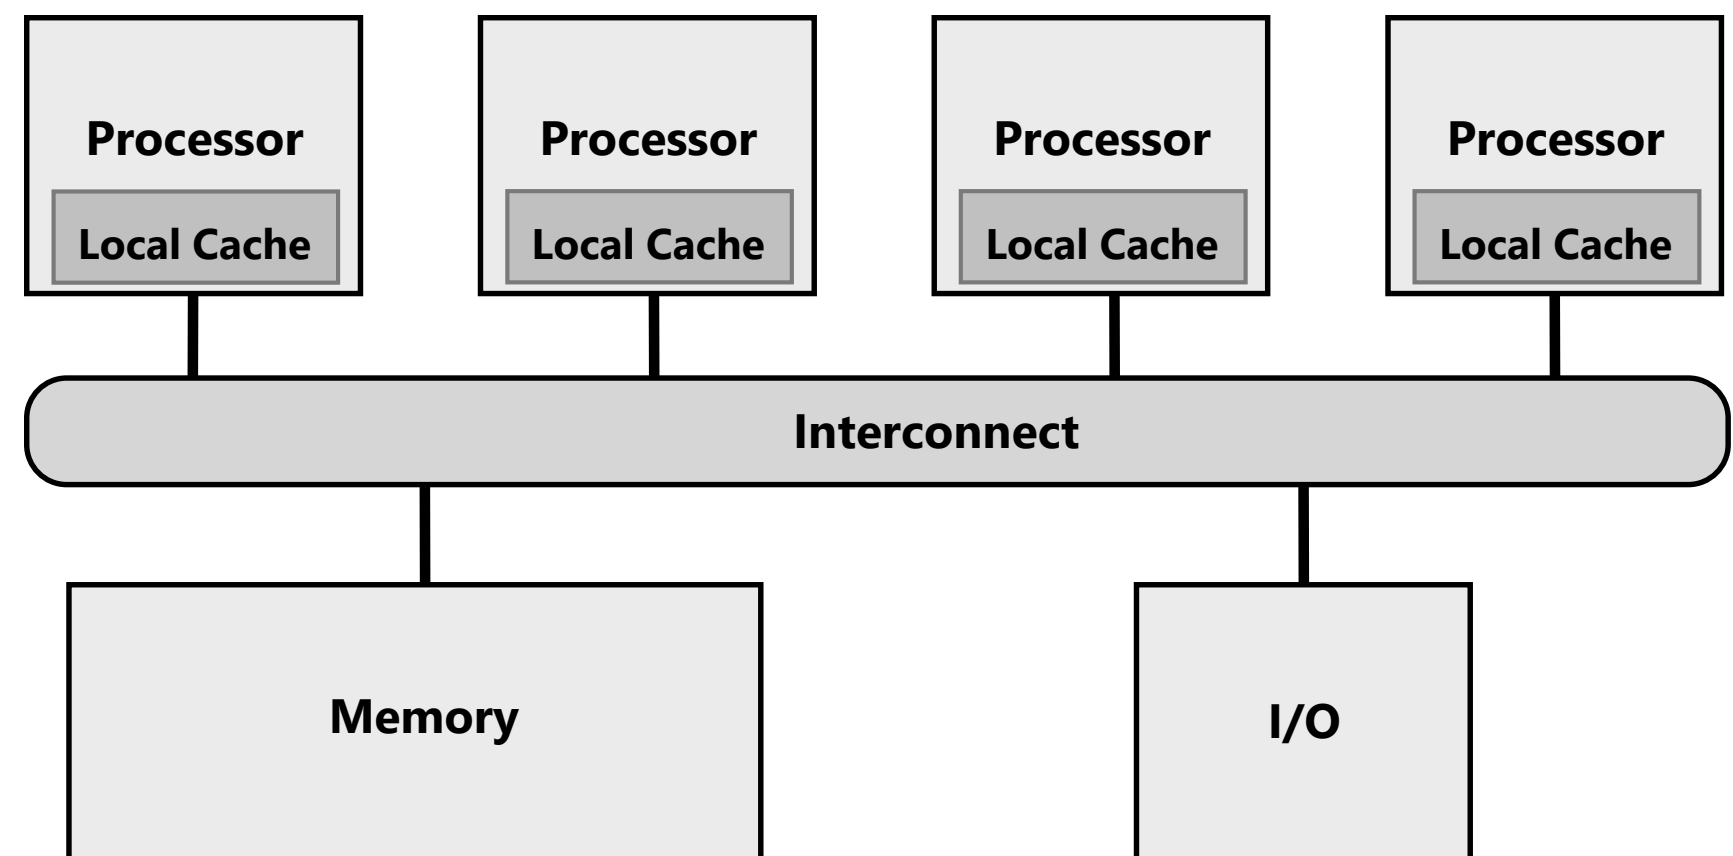 Processor
Processor
Processor
Processor
Local Cache
Local Cache
Local Cache
Local Cache
Interconnect
Memory
I/O